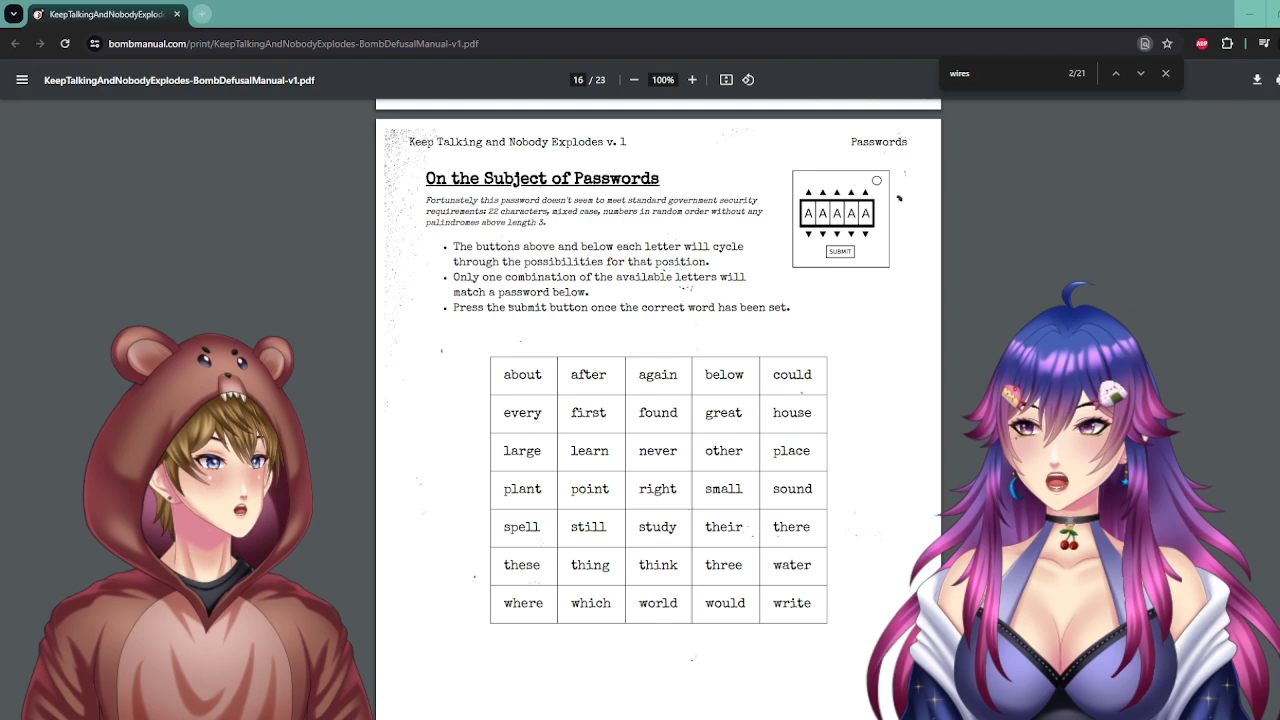 KeepTalkingAndNobodyExplodes
bombmanual.com/print/KeepTalkingAndNobodyExplodes-BombDefusalManual-v1.pdf
ABP
KeepTalkingAndNobodyExplodes-BombDefusalManual-v1.pdf
16 / 23
100%
wires
2/21
Keep Talking and Nobody Explodes v. 1
Passwords
On the Subject of Passwords
Fortunately this password doesn't seem to meet standard government security
requirements: 22 characters, mixed case, numbers in random order without any
palindromes above length 3.
• The buttons above and below each letter will cycle
through the possibilities for that position.
• Only one combination of the available letters will
match a password below.
• Press the submit button once the correct word has been set.
A A A A A
SUBMIT
about after again below could
every first found great house
large learn never other place
plant point right small sound
spell still study their there
these thing think three water
where which world would write